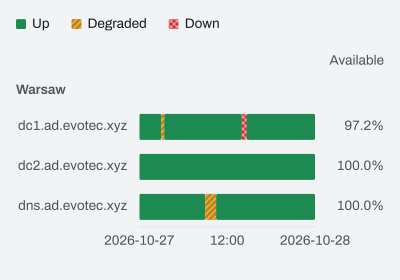 Up Degraded Down
Available
Warsaw
dc1.ad.evotec.xyz 97.2%
dc2.ad.evotec.xyz 100.0%
dns.ad.evotec.xyz 100.0%
2026-10-27 12:00 2026-10-28